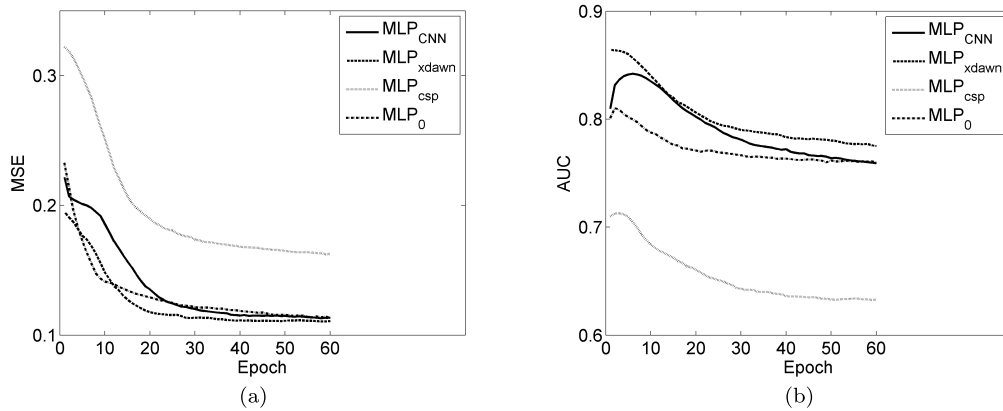 MSE
0.3
0.2
0.1
0 10 20 30 40 50 60
Epoch
MLP_CNN
MLP_xdawn
MLP_csp
MLP_0
(a)
AUC
0.9
0.8
0.7
0.6
0 10 20 30 40 50 60
Epoch
MLP_CNN
MLP_xdawn
MLP_csp
MLP_0
(b)